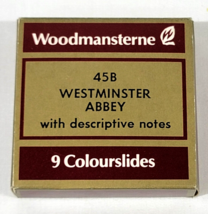 Woodmansterne
45B
WESTMINSTER
ABBEY
with descriptive notes
9 Colourslides